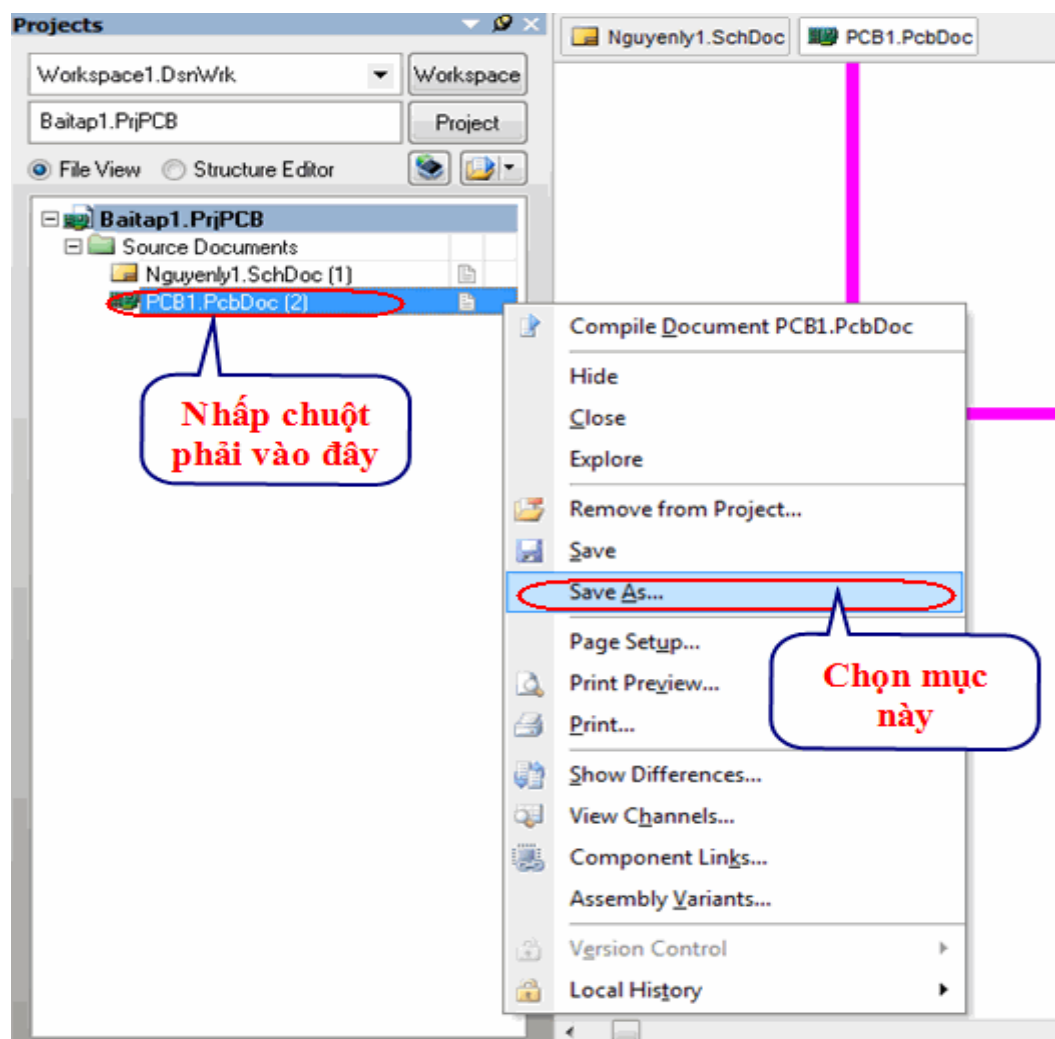 Projects
Nguyenly1.SchDoc
PCB1.PcbDoc
Workspace1.DsnWrk
Workspace
Baitap1.PrjPCB
Project
File View
Structure Editor
Baitap1.PrjPCB
Source Documents
Nguyenly1.SchDoc (1)
PCB1.PcbDoc (2)
Nhấp chuột
phải vào đây
Compile Document PCB1.PcbDoc
Hide
Close
Explore
Remove from Project...
Save
Save As...
Page Setup...
Print Preview...
Print...
Chọn mục
này
Show Differences...
View Channels...
Component Links...
Assembly Variants...
Version Control
Local History